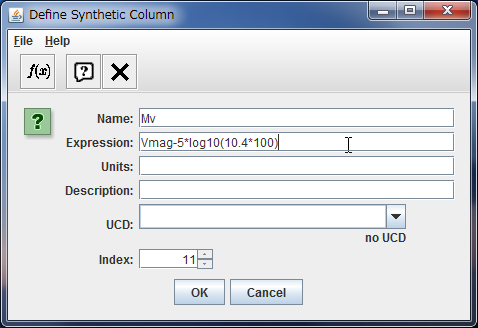 Define Synthetic Column
File Help
f(x)
Name: Mv
Expression: Vmag-5*log10(10.4*100)
Units:
Description:
UCD:
no UCD
Index: 11
OK Cancel